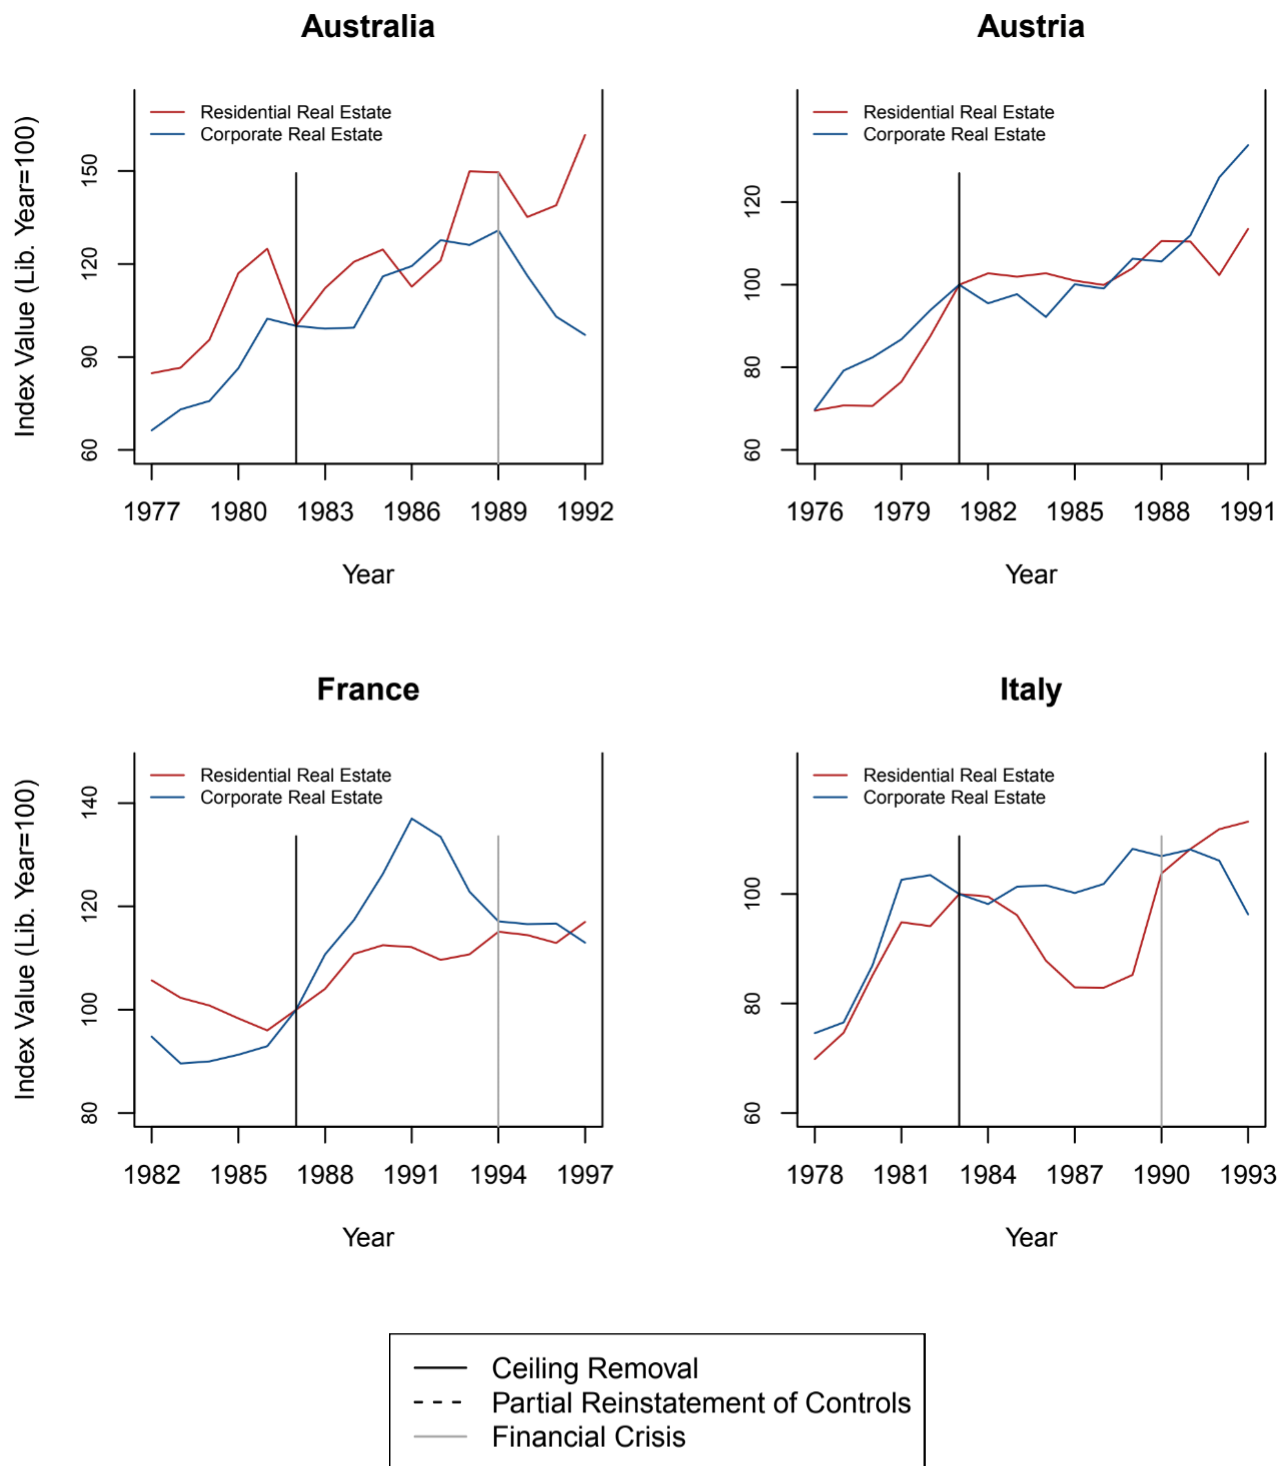 Australia
Index Value (Lib. Year=100)
Residential Real Estate
Corporate Real Estate
150
120
90
60
1977 1980 1983 1986 1989 1992
Year
Austria
Residential Real Estate
Corporate Real Estate
120
100
80
60
1976 1979 1982 1985 1988 1991
Year
France
Index Value (Lib. Year=100)
Residential Real Estate
Corporate Real Estate
140
120
100
80
1982 1985 1988 1991 1994 1997
Year
Italy
Residential Real Estate
Corporate Real Estate
100
80
60
1978 1981 1984 1987 1990 1993
Year
Ceiling Removal
Partial Reinstatement of Controls
Financial Crisis